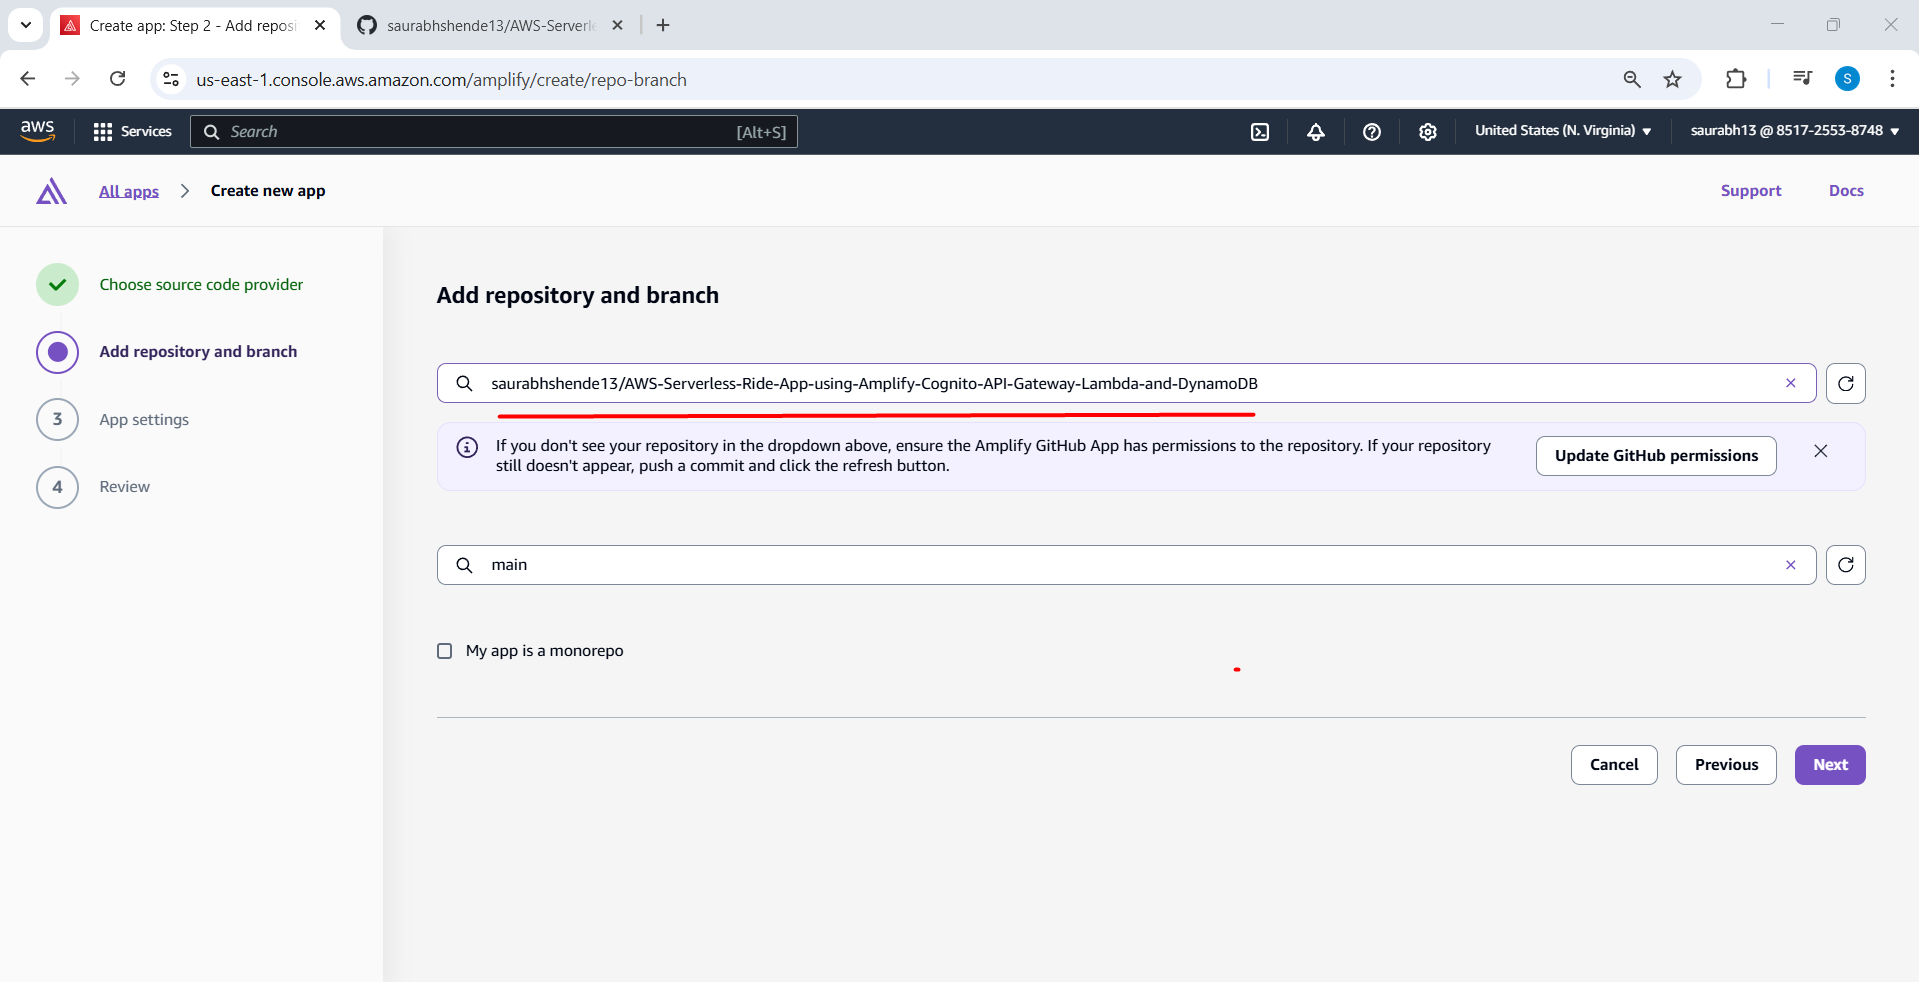 Create app: Step 2 - Add reposi
saurabhshende13/AWS-Serverle
us-east-1.console.aws.amazon.com/amplify/create/repo-branch
S
aws
Services
Search
[Alt+S]
United States (N. Virginia)
saurabh13 @ 8517-2553-8748
All apps
Create new app
Support
Docs
Choose source code provider
Add repository and branch
3
App settings
4
Review
Add repository and branch
saurabhshende13/AWS-Serverless-Ride-App-using-Amplify-Cognito-API-Gateway-Lambda-and-DynamoDB
If you don't see your repository in the dropdown above, ensure the Amplify GitHub App has permissions to the repository. If your repository
still doesn't appear, push a commit and click the refresh button.
Update GitHub permissions
main
My app is a monorepo
Cancel
Previous
Next